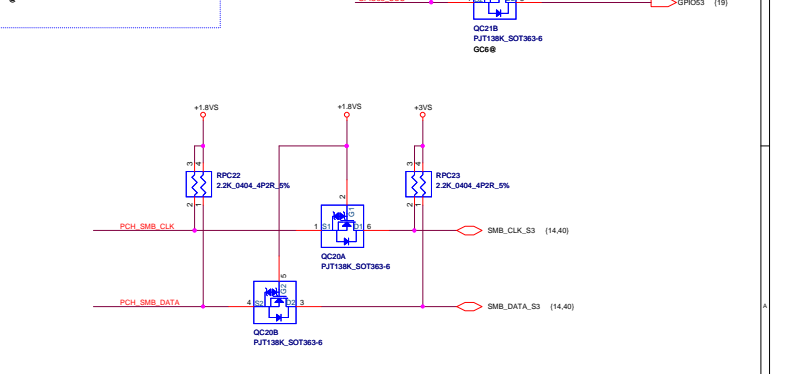 GPIO53 (19)
QC21B
PJT138K_SOT363-6
GC6@
+1.8VS
+1.8VS
+3VS
3 4
3 4
RPC22
2.2K_0404_4P2R_5%
RPC23
2.2K_0404_4P2R_5%
2 1
2
2 1
G1
PCH_SMB_CLK
1 S1 D1 6
SMB_CLK_S3 (14,40)
QC20A
PJT138K_SOT363-6
5
G2
PCH_SMB_DATA
4 S2 D2 3
SMB_DATA_S3 (14,40)
A
QC20B
PJT138K_SOT363-6